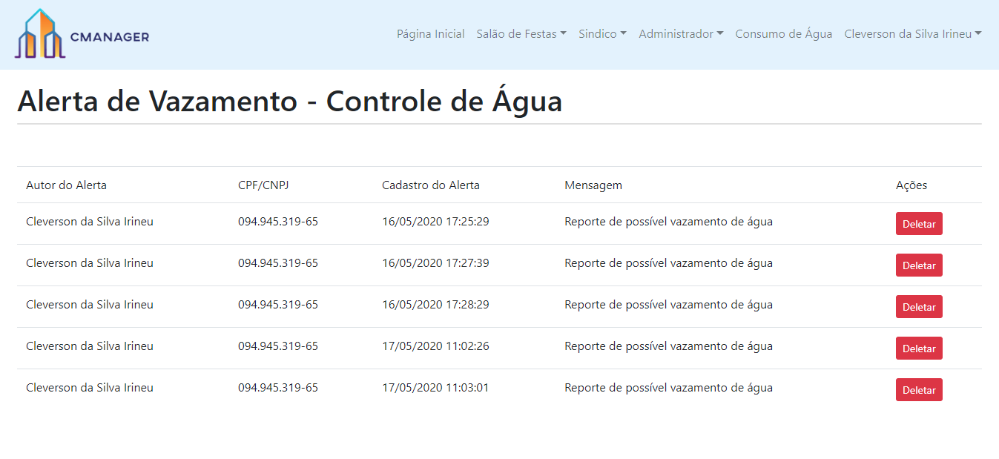 CMANAGER
Página Inicial Salão de Festas Sindico Administrador Consumo de Água Cleverson da Silva Irineu
Alerta de Vazamento - Controle de Água
Autor do Alerta CPF/CNPJ Cadastro do Alerta Mensagem Ações
Cleverson da Silva Irineu 094.945.319-65 16/05/2020 17:25:29 Reporte de possível vazamento de água Deletar
Cleverson da Silva Irineu 094.945.319-65 16/05/2020 17:27:39 Reporte de possível vazamento de água Deletar
Cleverson da Silva Irineu 094.945.319-65 16/05/2020 17:28:29 Reporte de possível vazamento de água Deletar
Cleverson da Silva Irineu 094.945.319-65 17/05/2020 11:02:26 Reporte de possível vazamento de água Deletar
Cleverson da Silva Irineu 094.945.319-65 17/05/2020 11:03:01 Reporte de possível vazamento de água Deletar